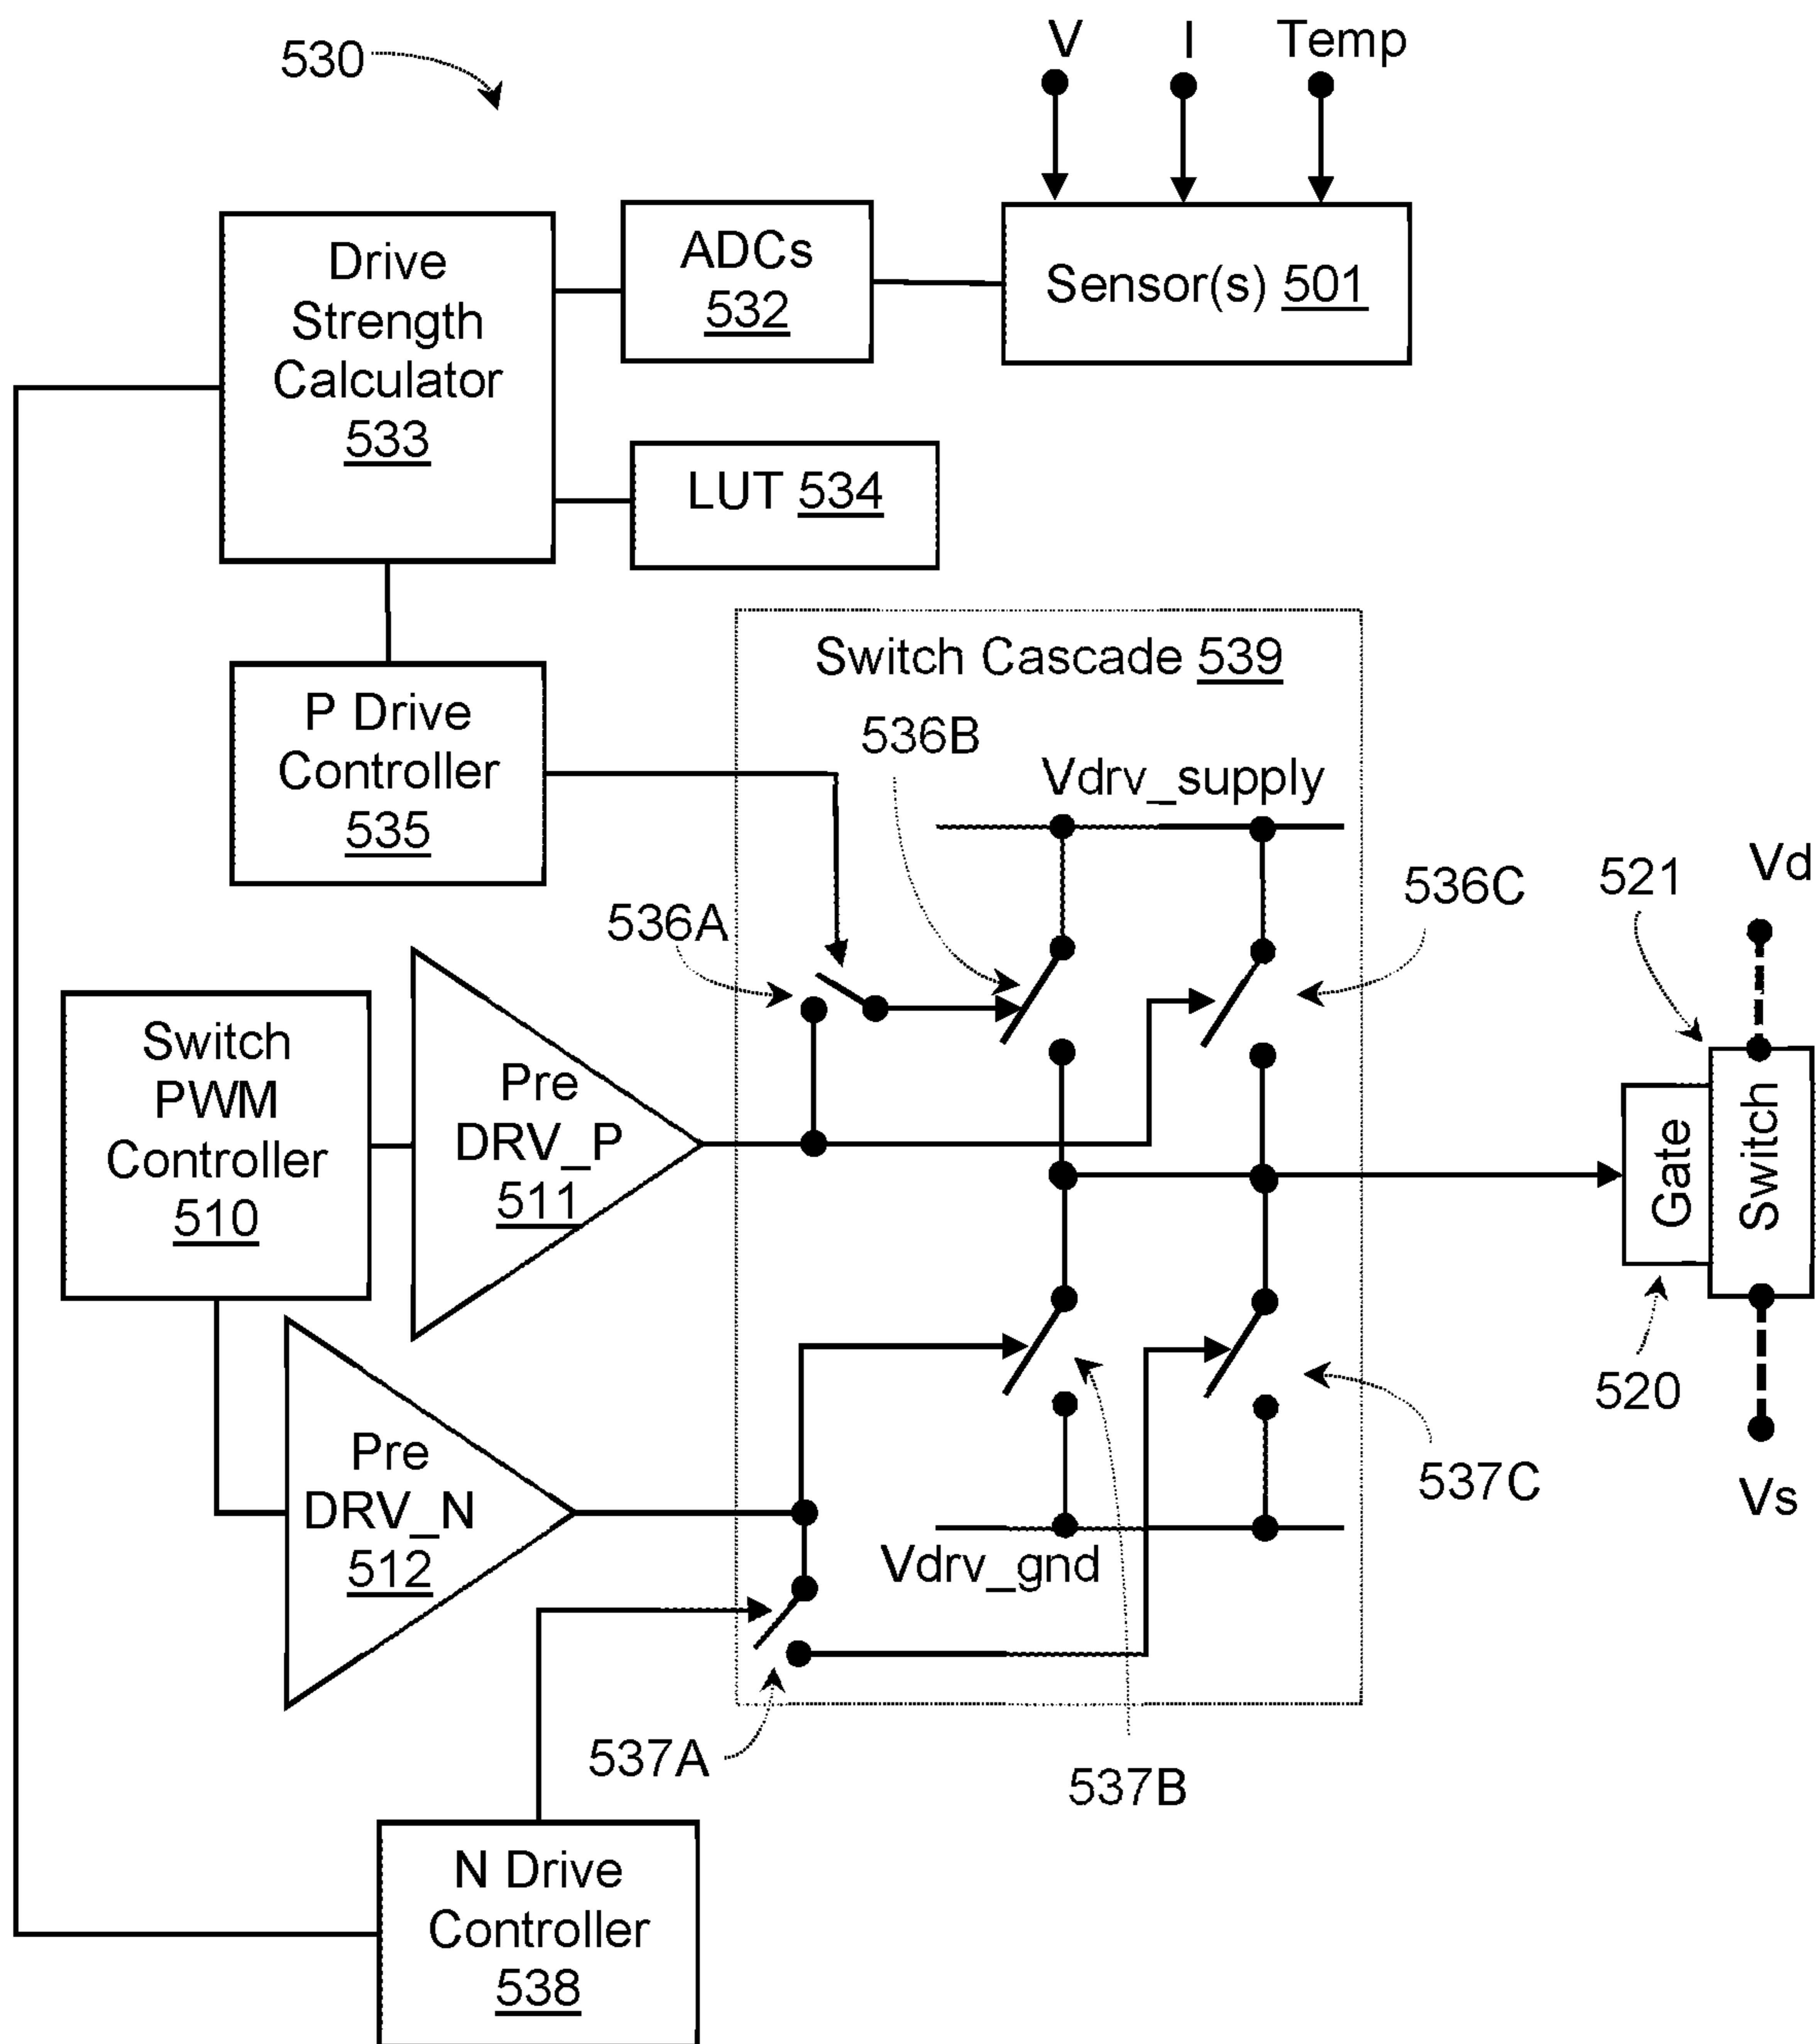 530
V
I
Temp
Drive
Strength
Calculator
533
ADCs
532
Sensor(s) 501
LUT 534
P Drive
Controller
535
Switch Cascade 539
536B
Vdrv_supply
536A
536C
521
Vd
Switch
PWM
Controller
510
Pre
DRV_P
511
Gate
Switch
520
Vs
Pre
DRV_N
512
Vdrv_gnd
537C
537A
537B
N Drive
Controller
538